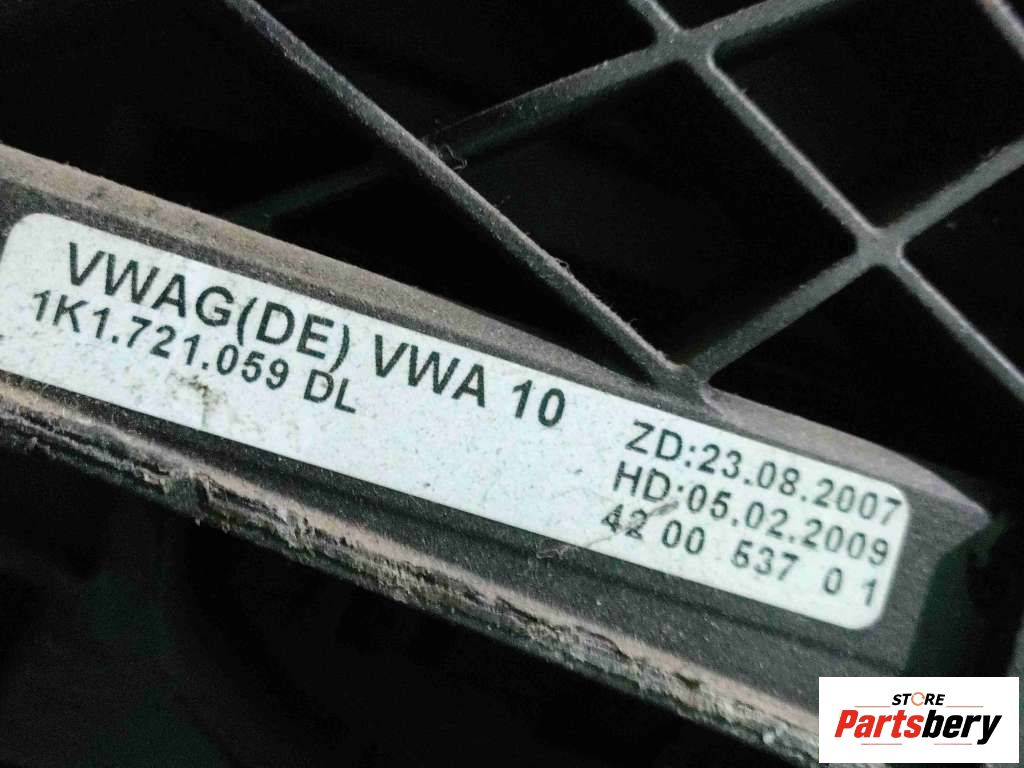 VWAG(DE) VWA 10
1K1.721.059 DL
ZD:23.08.2007
HD:05.02.2009
42 00 537 0 1
STORE
Partsbery